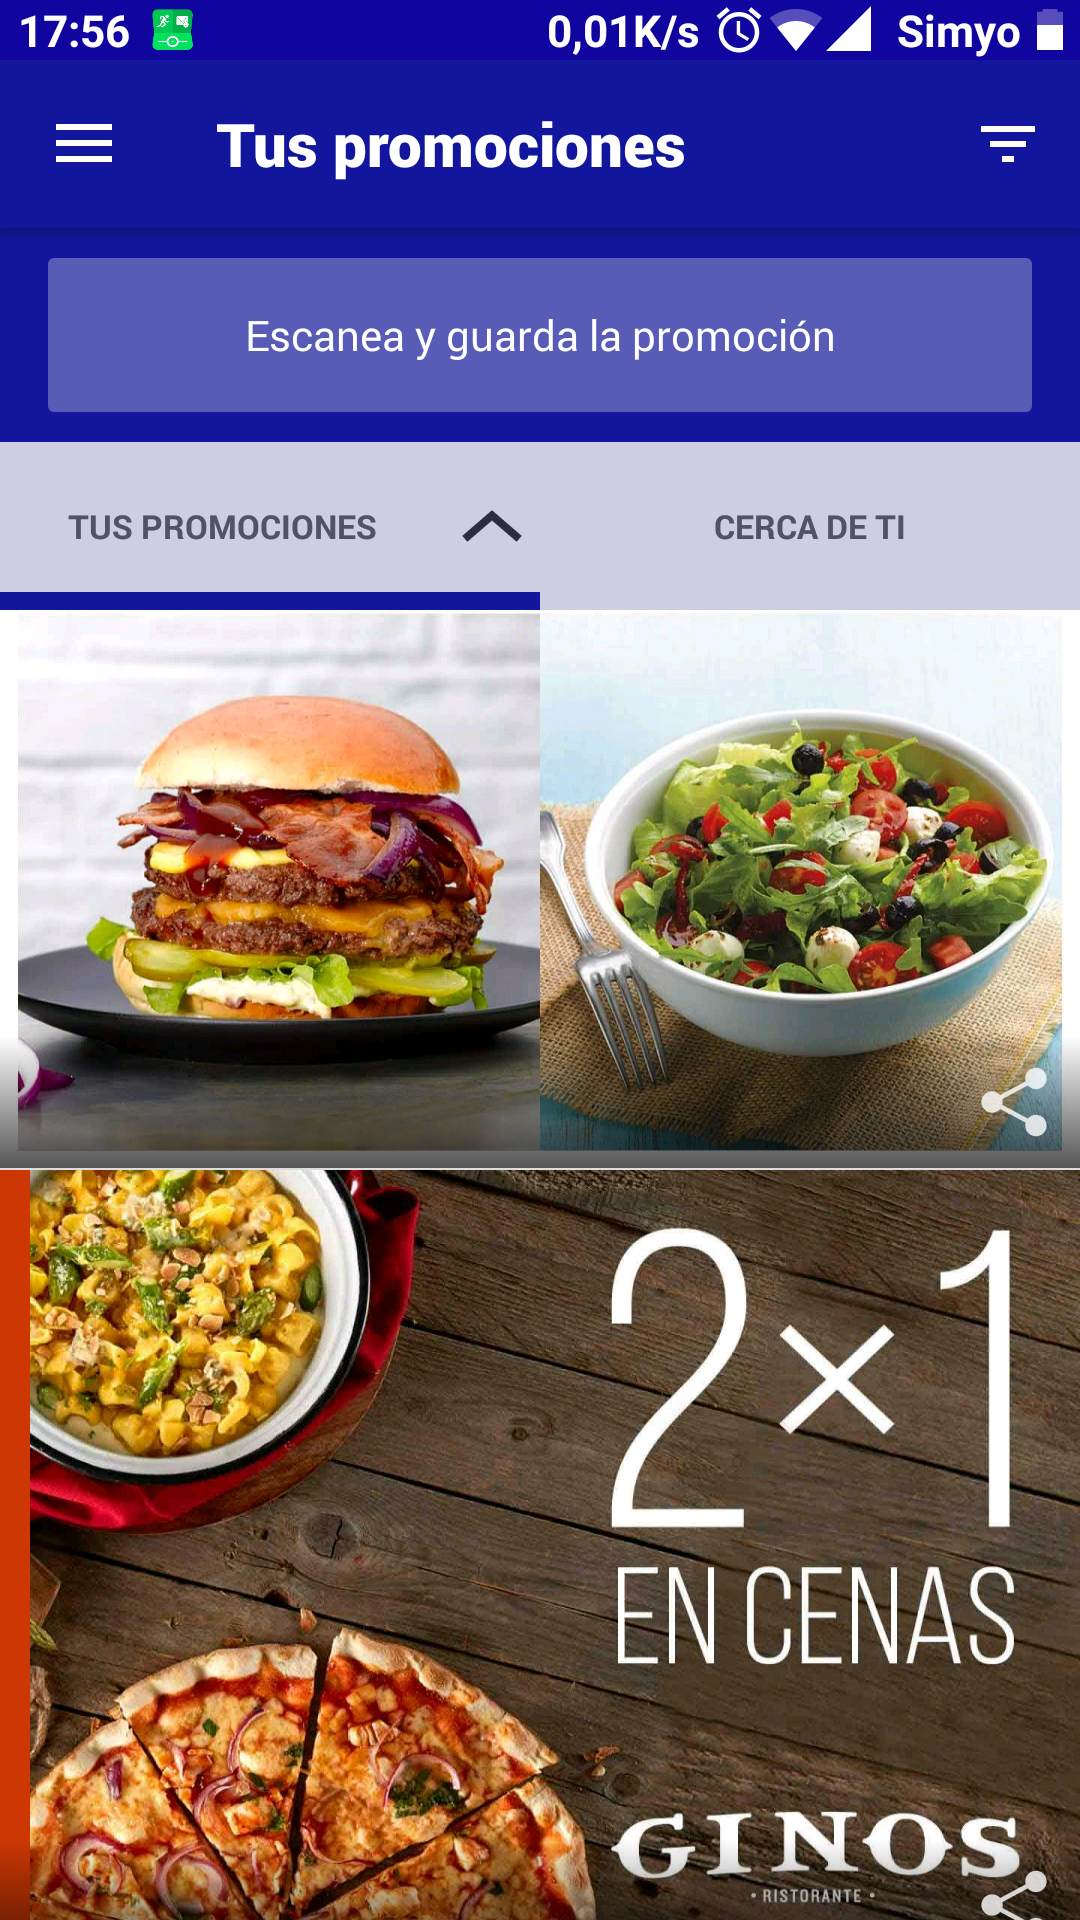 17:56 0,01K/s Simyo
Tus promociones
Escanea y guarda la promoción
TUS PROMOCIONES CERCA DE TI
2×1
EN CENAS
GINOS
• RISTORANTE •